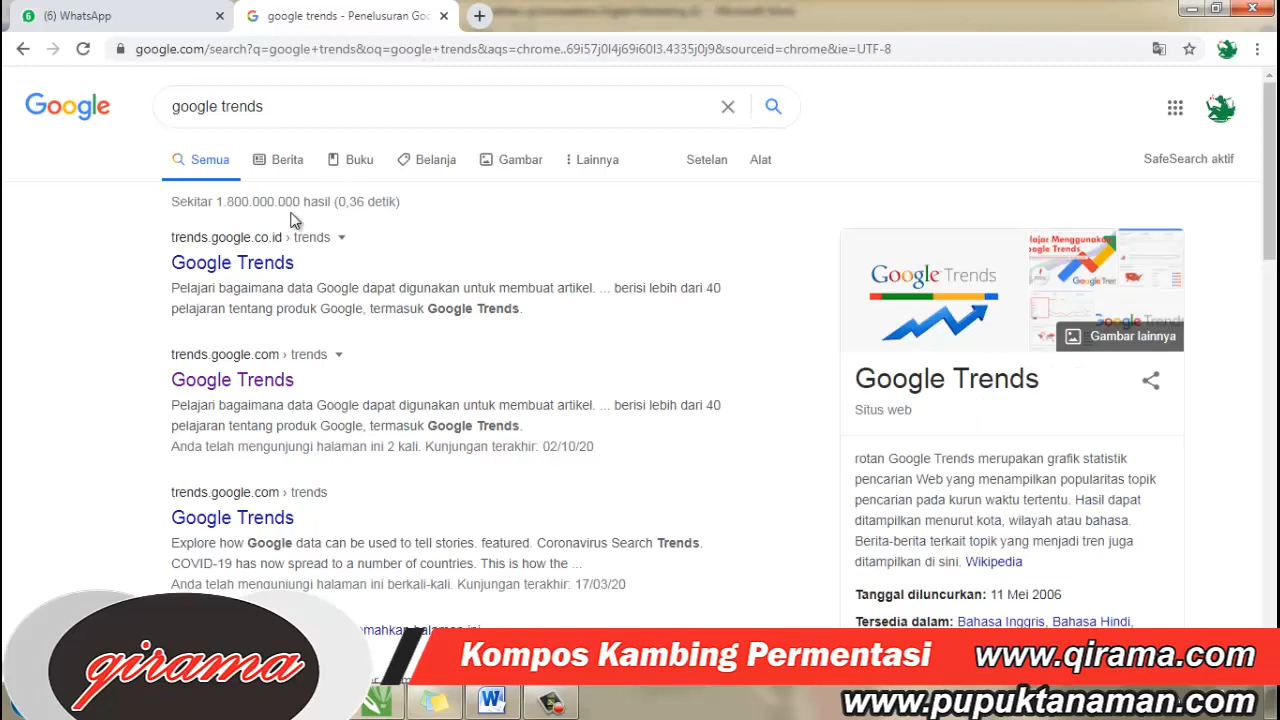 (6) WhatsApp
google trends - Penelusuran Goo
google.com/search?q=google+trends&oq=google+trends&aqs=chrome..69i57j0l4j69i60l3.4335j0j9&sourceid=chrome&ie=UTF-8
Google
google trends
Semua Berita Buku Belanja Gambar Lainnya Setelan Alat
SafeSearch aktif
Sekitar 1.800.000.000 hasil (0,36 detik)
trends.google.co.id › trends
Google Trends
Pelajari bagaimana data Google dapat digunakan untuk membuat artikel. ... berisi lebih dari 40
pelajaran tentang produk Google, termasuk Google Trends.
trends.google.com › trends
Google Trends
Pelajari bagaimana data Google dapat digunakan untuk membuat artikel. ... berisi lebih dari 40
pelajaran tentang produk Google, termasuk Google Trends.
Anda telah mengunjungi halaman ini 2 kali. Kunjungan terakhir: 02/10/20
trends.google.com › trends
Google Trends
Explore how Google data can be used to tell stories. featured. Coronavirus Search Trends.
COVID-19 has now spread to a number of countries. This is how the ...
Anda telah mengunjungi halaman ini berkali-kali. Kunjungan terakhir: 17/03/20
Google Trends
Gambar lainnya
Google Trends
Situs web
rotan Google Trends merupakan grafik statistik
pencarian Web yang menampilkan popularitas topik
pencarian pada kurun waktu tertentu. Hasil dapat
ditampilkan menurut kota, wilayah atau bahasa.
Berita-berita terkait topik yang menjadi tren juga
ditampilkan di sini. Wikipedia
Tanggal diluncurkan: 11 Mei 2006
Tersedia dalam: Bahasa Inggris, Bahasa Hindi,
qirama
Kompos Kambing Permentasi
www.qirama.com
www.pupuktanaman.com